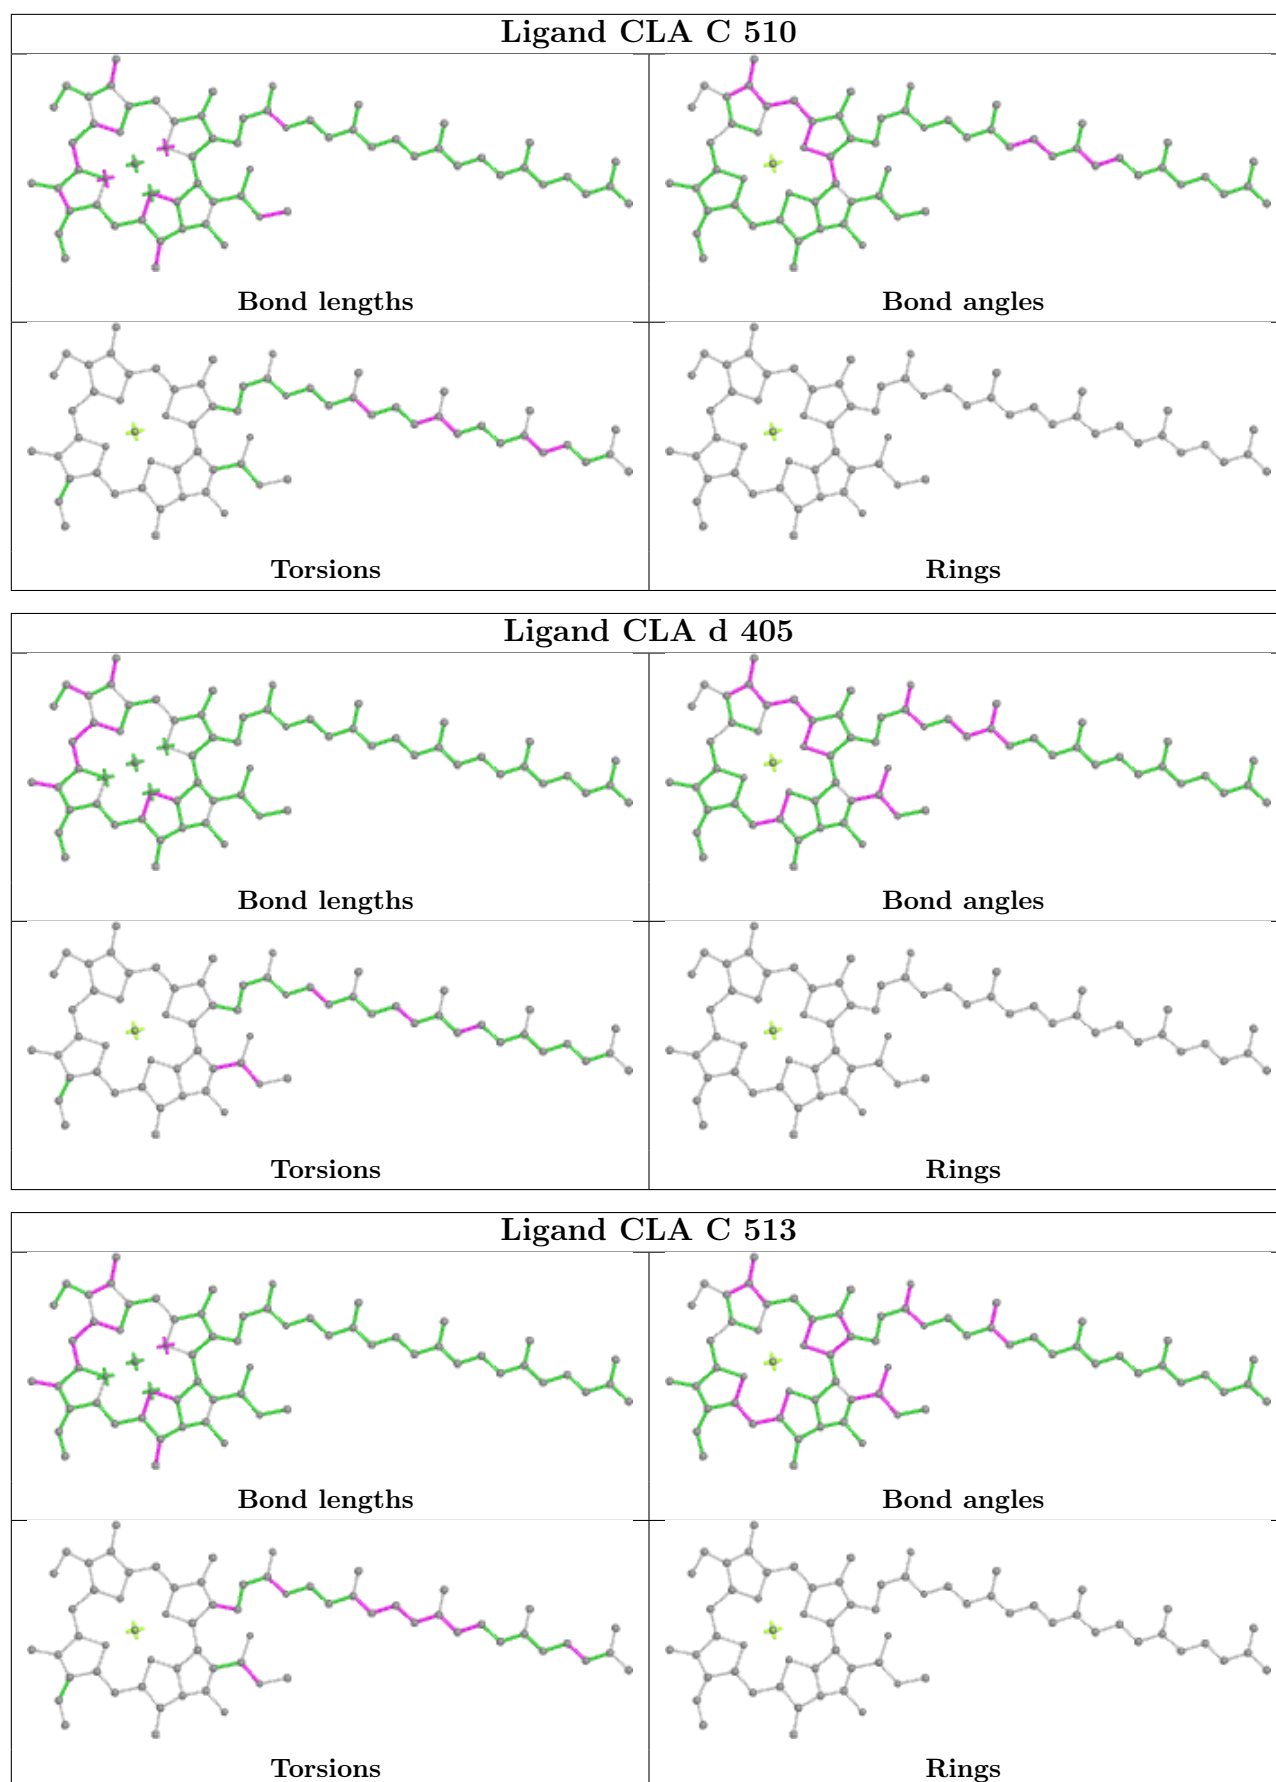 Ligand CLA C 510
Bond lengths
Bond angles
Torsions
Rings
Ligand CLA d 405
Bond lengths
Bond angles
Torsions
Rings
Ligand CLA C 513
Bond lengths
Bond angles
Torsions
Rings